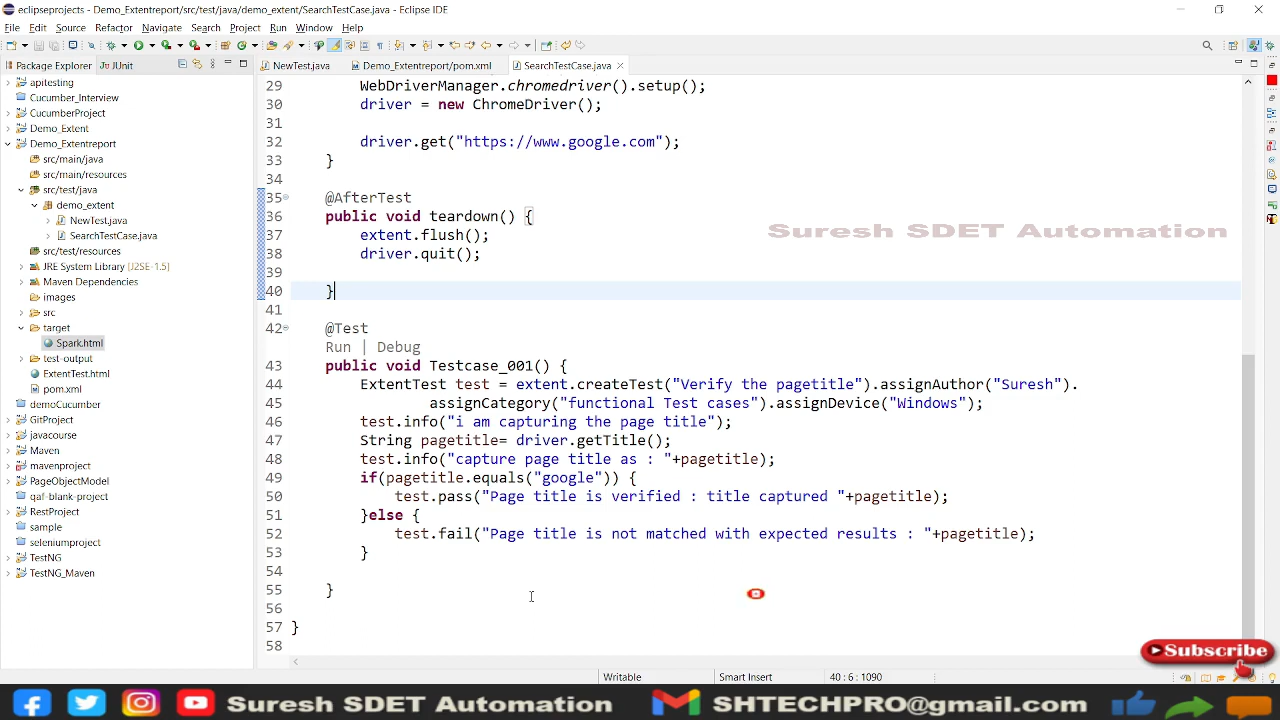 eclipseprojects - Demo_Extentreport/src/test/java/demo_extent/SearchTestCase.java - Eclipse IDE
File Edit Source Refactor Navigate Search Project Run Window Help
Package Explorer JUnit
NewTest.java Demo_Extentreport/pom.xml SearchTestCase.java
apitesting
Cucumber_Interview
CucumberProject
Demo_Extent
Demo_Extentreport
src/main/java
src/main/resources
src/test/java
demo_extent
NewTest.java
SearchTestCase.java
src/test/resources
JRE System Library [J2SE-1.5]
Maven Dependencies
images
src
target
Spark.html
test-output
ExtentTest.html
pom.xml
demoCucumber
GitProject
javacourse
Maven
mavenproject
PageObjectModel
qaf-blank-project
RestProject
sample
seleniumproject
TestNG
TestNG_Maven
29 WebDriverManager.chromedriver().setup();
30 driver = new ChromeDriver();
31
32 driver.get("https://www.google.com");
33 }
34
35 @AfterTest
36 public void teardown() {
37 extent.flush();
38 driver.quit();
39
40 }
41
42 @Test
Run | Debug
43 public void Testcase_001() {
44 ExtentTest test = extent.createTest("Verify the pagetitle").assignAuthor("Suresh").
45 assignCategory("functional Test cases").assignDevice("Windows");
46 test.info("i am capturing the page title");
47 String pagetitle= driver.getTitle();
48 test.info("capture page title as : "+pagetitle);
49 if(pagetitle.equals("google")) {
50 test.pass("Page title is verified : title captured "+pagetitle);
51 }else {
52 test.fail("Page title is not matched with expected results : "+pagetitle);
53 }
54
55 }
56
57 }
58
Suresh SDET Automation
Subscribe
Writable Smart Insert 40 : 6 : 1090
Suresh SDET Automation SHTECHPRO@gmail.com